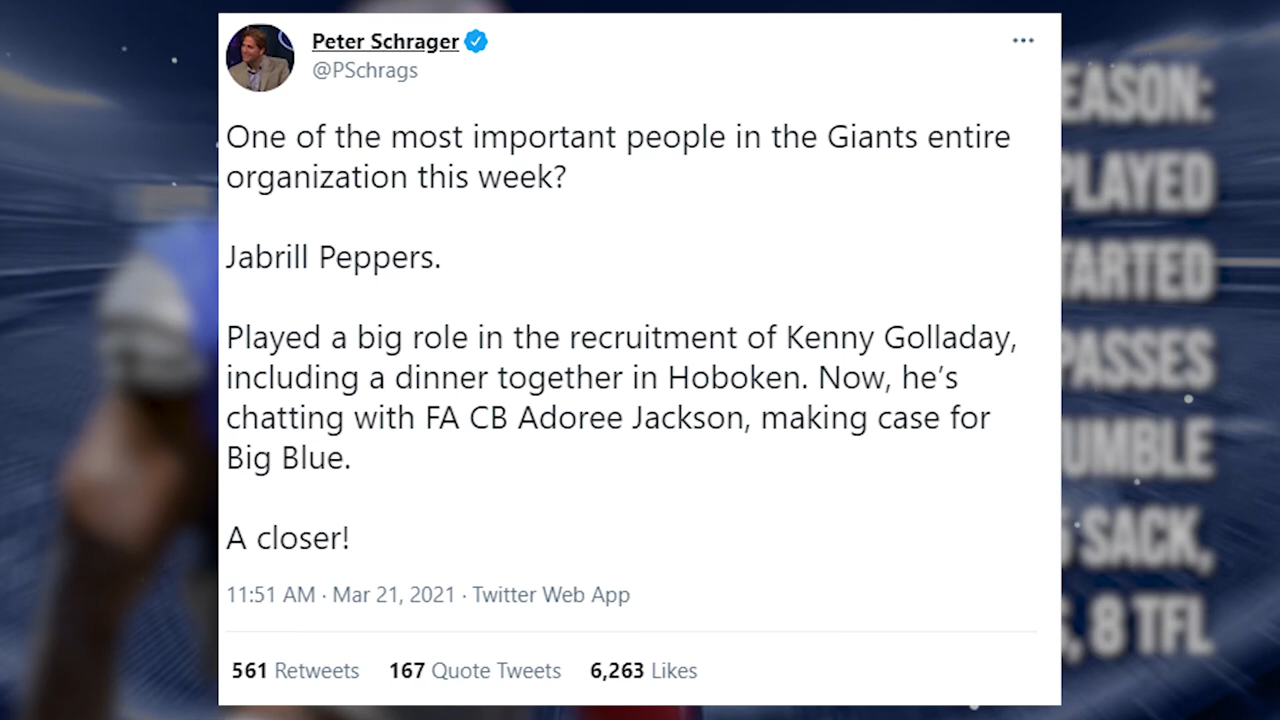 Peter Schrager
@PSchrags
One of the most important people in the Giants entire
organization this week?
Jabrill Peppers.
Played a big role in the recruitment of Kenny Golladay,
including a dinner together in Hoboken. Now, he’s
chatting with FA CB Adoree Jackson, making case for
Big Blue.
A closer!
11:51 AM · Mar 21, 2021 · Twitter Web App
561 Retweets 167 Quote Tweets 6,263 Likes
EASON:
PLAYED
TARTED
PASSES
UMBLE
SACK,
, 8 TFL